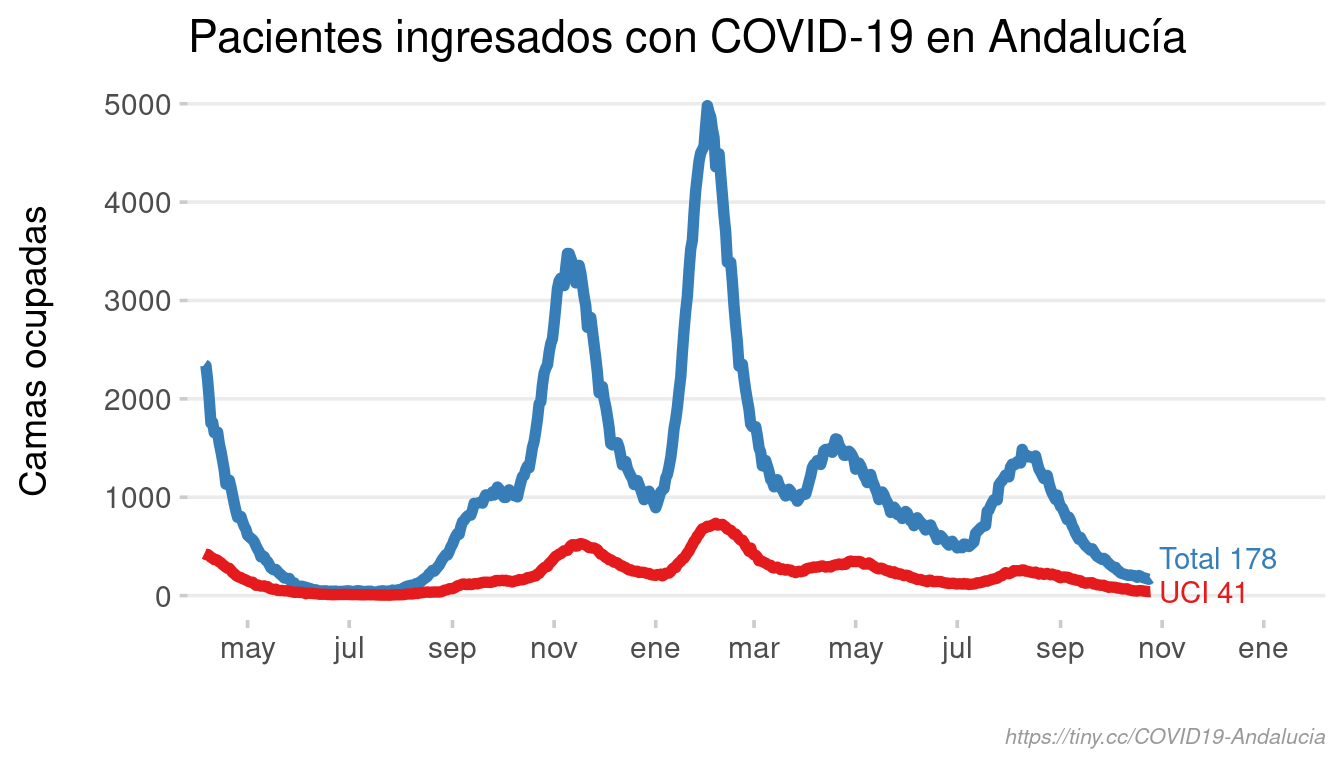 Pacientes ingresados con COVID-19 en Andalucía
Camas ocupadas
5000
4000
3000
2000
1000
0
Total 178
UCI 41
may jul sep nov ene mar may jul sep nov ene
https://tiny.cc/COVID19-Andalucia